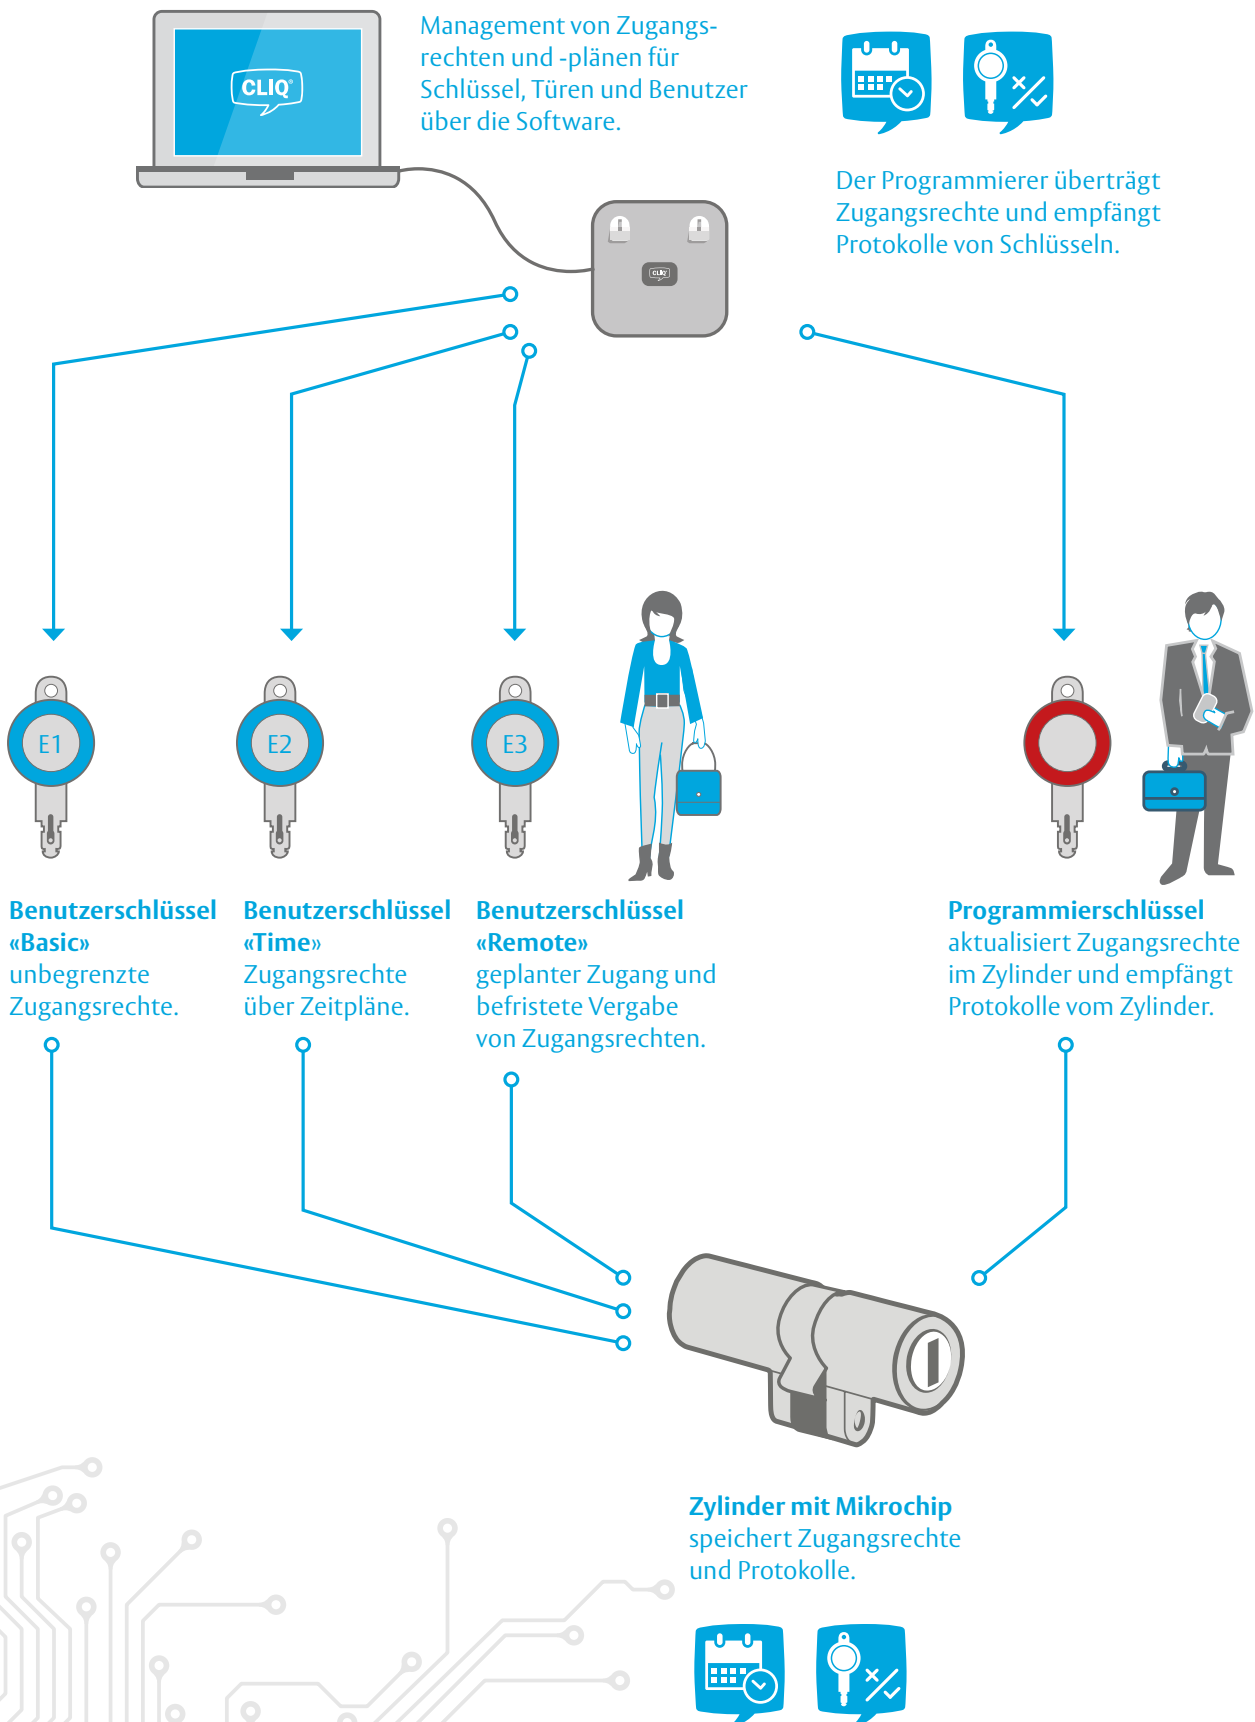 CLIQ®
Management von Zugangs-
rechten und -plänen für
Schlüssel, Türen und Benutzer
über die Software.
Der Programmierer überträgt
Zugangsrechte und empfängt
Protokolle von Schlüsseln.
CLIQ
E1
E2
E3
Benutzerschlüssel
«Basic»
unbegrenzte
Zugangsrechte.
Benutzerschlüssel
«Time»
Zugangsrechte
über Zeitpläne.
Benutzerschlüssel
«Remote»
geplanter Zugang und
befristete Vergabe
von Zugangsrechten.
Programmierschlüssel
aktualisiert Zugangsrechte
im Zylinder und empfängt
Protokolle vom Zylinder.
Zylinder mit Mikrochip
speichert Zugangsrechte
und Protokolle.